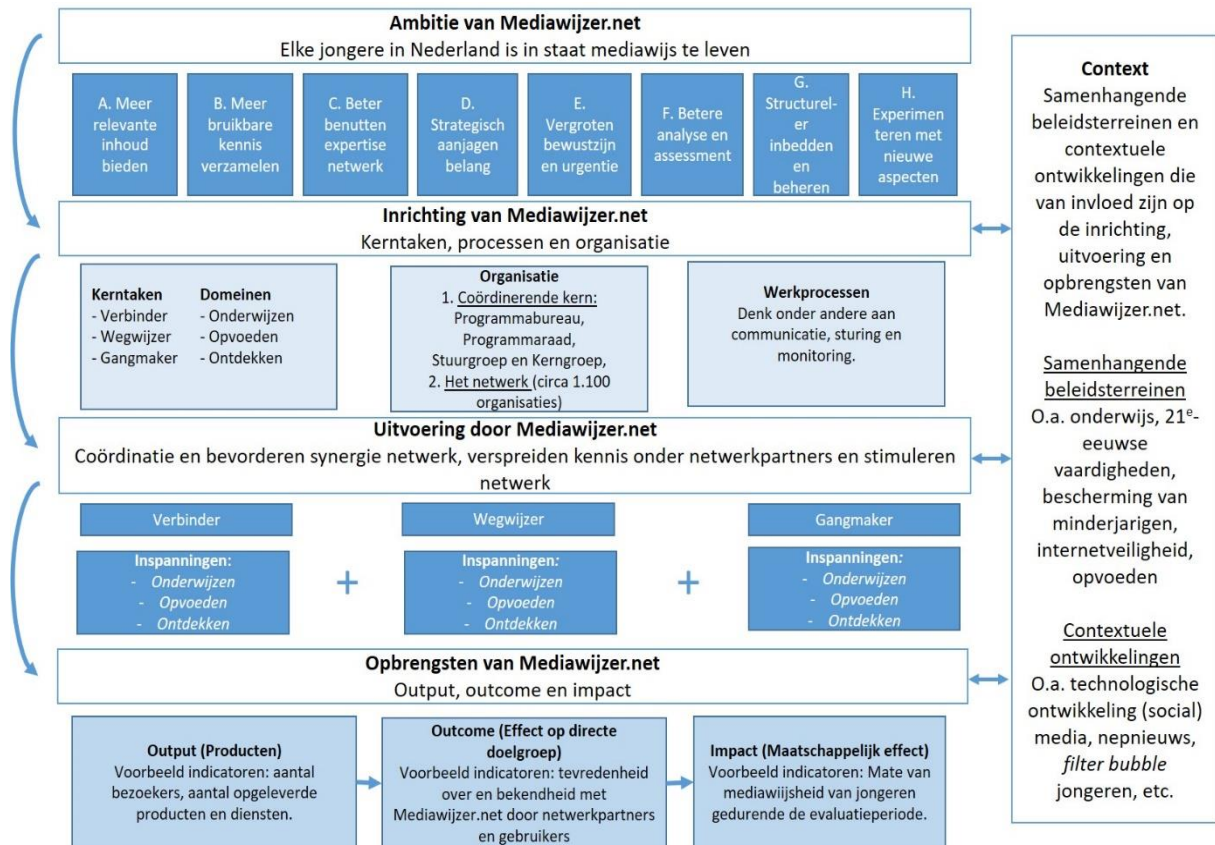 Ambitie van Mediawijzer.net
Elke jongere in Nederland is in staat mediawijs te leven
A. Meer
relevante
inhoud
bieden
B. Meer
bruikbare
kennis
verzamelen
C. Beter
benutten
expertise
netwerk
D.
Strategisch
aanjagen
belang
E.
Vergroten
bewustzijn
en urgentie
F. Betere
analyse en
assessment
G.
Structurel-
er
inbedden
en
beheren
H.
Experimen
teren met
nieuwe
aspecten
Inrichting van Mediawijzer.net
Kerntaken, processen en organisatie
Kerntaken
- Verbinder
- Wegwijzer
- Gangmaker
Domeinen
- Onderwijzen
- Opvoeden
- Ontdekken
Organisatie
1. Coördinerende kern:
Programmabureau,
Programmaraad,
Stuurgroep en Kerngroep,
2. Het netwerk (circa 1.100
organisaties)
Werkprocessen
Denk onder andere aan
communicatie, sturing en
monitoring.
Uitvoering door Mediawijzer.net
Coördinatie en bevorderen synergie netwerk, verspreiden kennis onder netwerkpartners en stimuleren
netwerk
Verbinder
Inspanningen:
- Onderwijzen
- Opvoeden
- Ontdekken
+
Wegwijzer
Inspanningen:
- Onderwijzen
- Opvoeden
- Ontdekken
+
Gangmaker
Inspanningen:
- Onderwijzen
- Opvoeden
- Ontdekken
Opbrengsten van Mediawijzer.net
Output, outcome en impact
Output (Producten)
Voorbeeld indicatoren: aantal
bezoekers, aantal opgeleverde
producten en diensten.
Outcome (Effect op directe
doelgroep)
Voorbeeld indicatoren: tevredenheid
over en bekendheid met
Mediawijzer.net door netwerkpartners
en gebruikers
Impact (Maatschappelijk effect)
Voorbeeld indicatoren: Mate van
mediawiijsheid van jongeren
gedurende de evaluatieperiode.
Context
Samenhangende
beleidsterreinen en
contextuele
ontwikkelingen die
van invloed zijn op
de inrichting,
uitvoering en
opbrengsten van
Mediawijzer.net.
Samenhangende
beleidsterreinen
O.a. onderwijs, 21e-
eeuwse
vaardigheden,
bescherming van
minderjarigen,
internetveiligheid,
opvoeden
Contextuele
ontwikkelingen
O.a. technologische
ontwikkeling (social)
media, nepnieuws,
filter bubble
jongeren, etc.